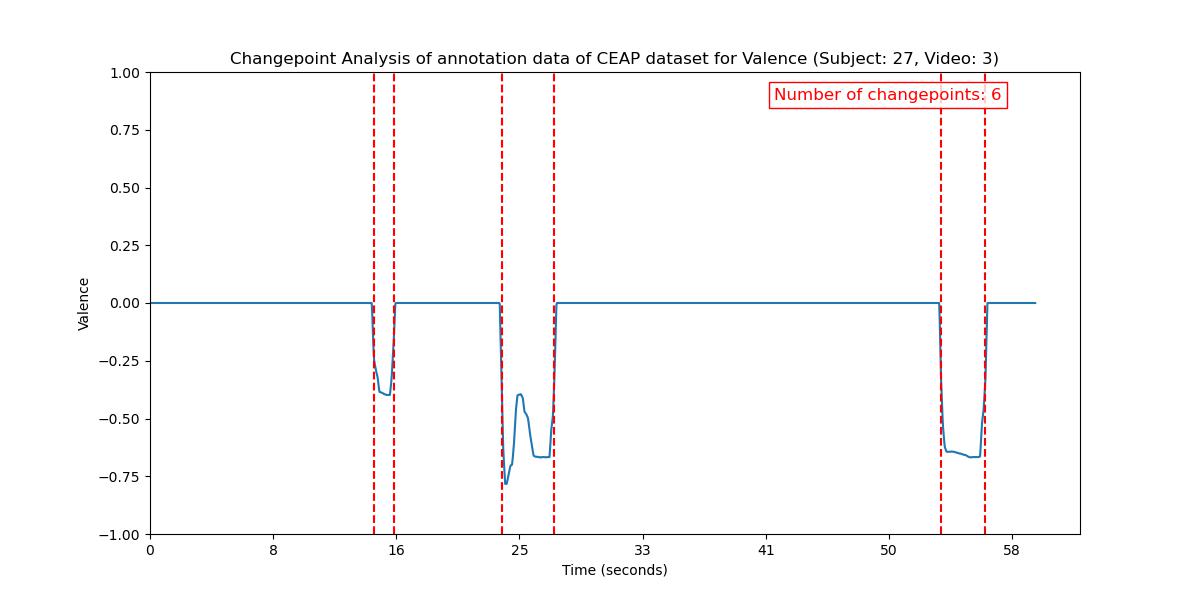 Changepoint Analysis of annotation data of CEAP dataset for Valence (Subject: 27, Video: 3)
Number of changepoints: 6
1.00
0.75
0.50
0.25
0.00
−0.25
−0.50
−0.75
−1.00
Valence
0 8 16 25 33 41 50 58
Time (seconds)